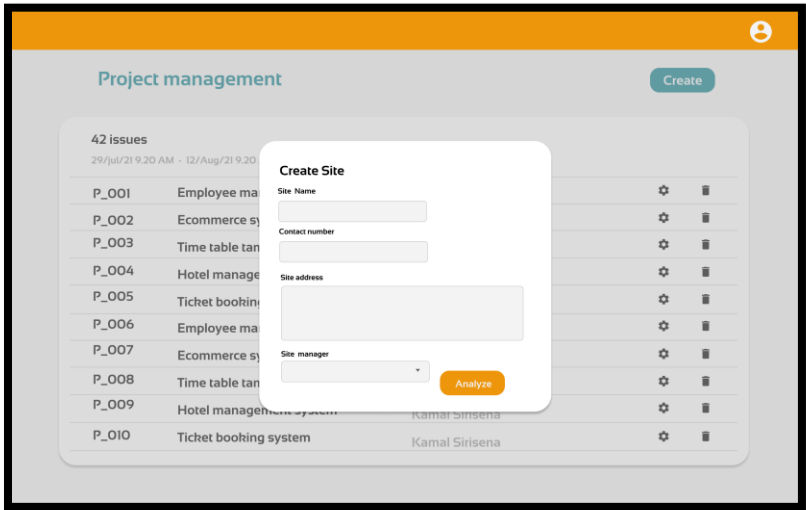 Project management
Create
42 issues
29/jul/21 9.20 AM - 12/Aug/21 9.20
Create Site
Site Name
Contact number
Site address
Site manager
Analyze
P_001 Employee ma
P_002 Ecommerce sy
P_003 Time table tan
P_004 Hotel manage
P_005 Ticket booking
P_006 Employee ma
P_007 Ecommerce sy
P_008 Time table tan
P_009 Hotel management system Kamal Sirisena
P_010 Ticket booking system Kamal Sirisena